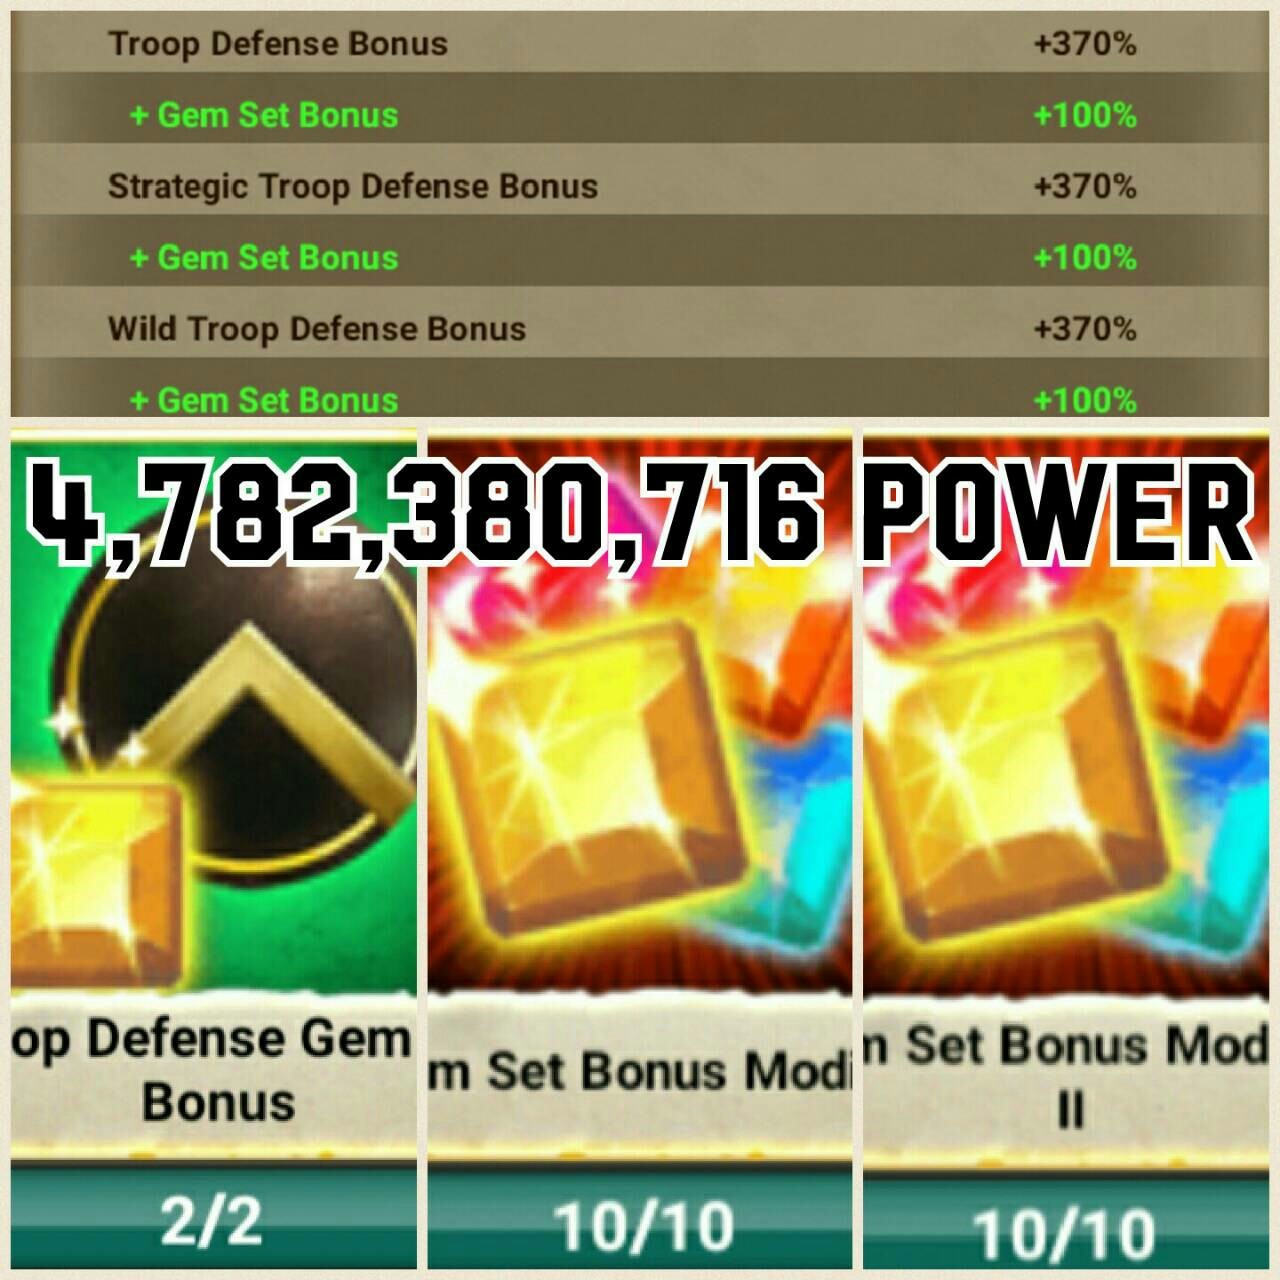 Troop Defense Bonus +370%
+ Gem Set Bonus +100%
Strategic Troop Defense Bonus +370%
+ Gem Set Bonus +100%
Wild Troop Defense Bonus +370%
+ Gem Set Bonus +100%
4,782,380,716 POWER
op Defense Gem
Bonus
m Set Bonus Modi
m Set Bonus Mod
II
2/2
10/10
10/10